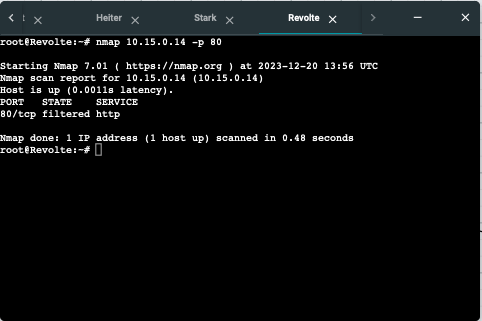 Heiter Stark Revolte
root@Revolte:~# nmap 10.15.0.14 -p 80
Starting Nmap 7.01 ( https://nmap.org ) at 2023-12-20 13:56 UTC
Nmap scan report for 10.15.0.14 (10.15.0.14)
Host is up (0.0011s latency).
PORT   STATE    SERVICE
80/tcp filtered http
Nmap done: 1 IP address (1 host up) scanned in 0.48 seconds
root@Revolte:~#